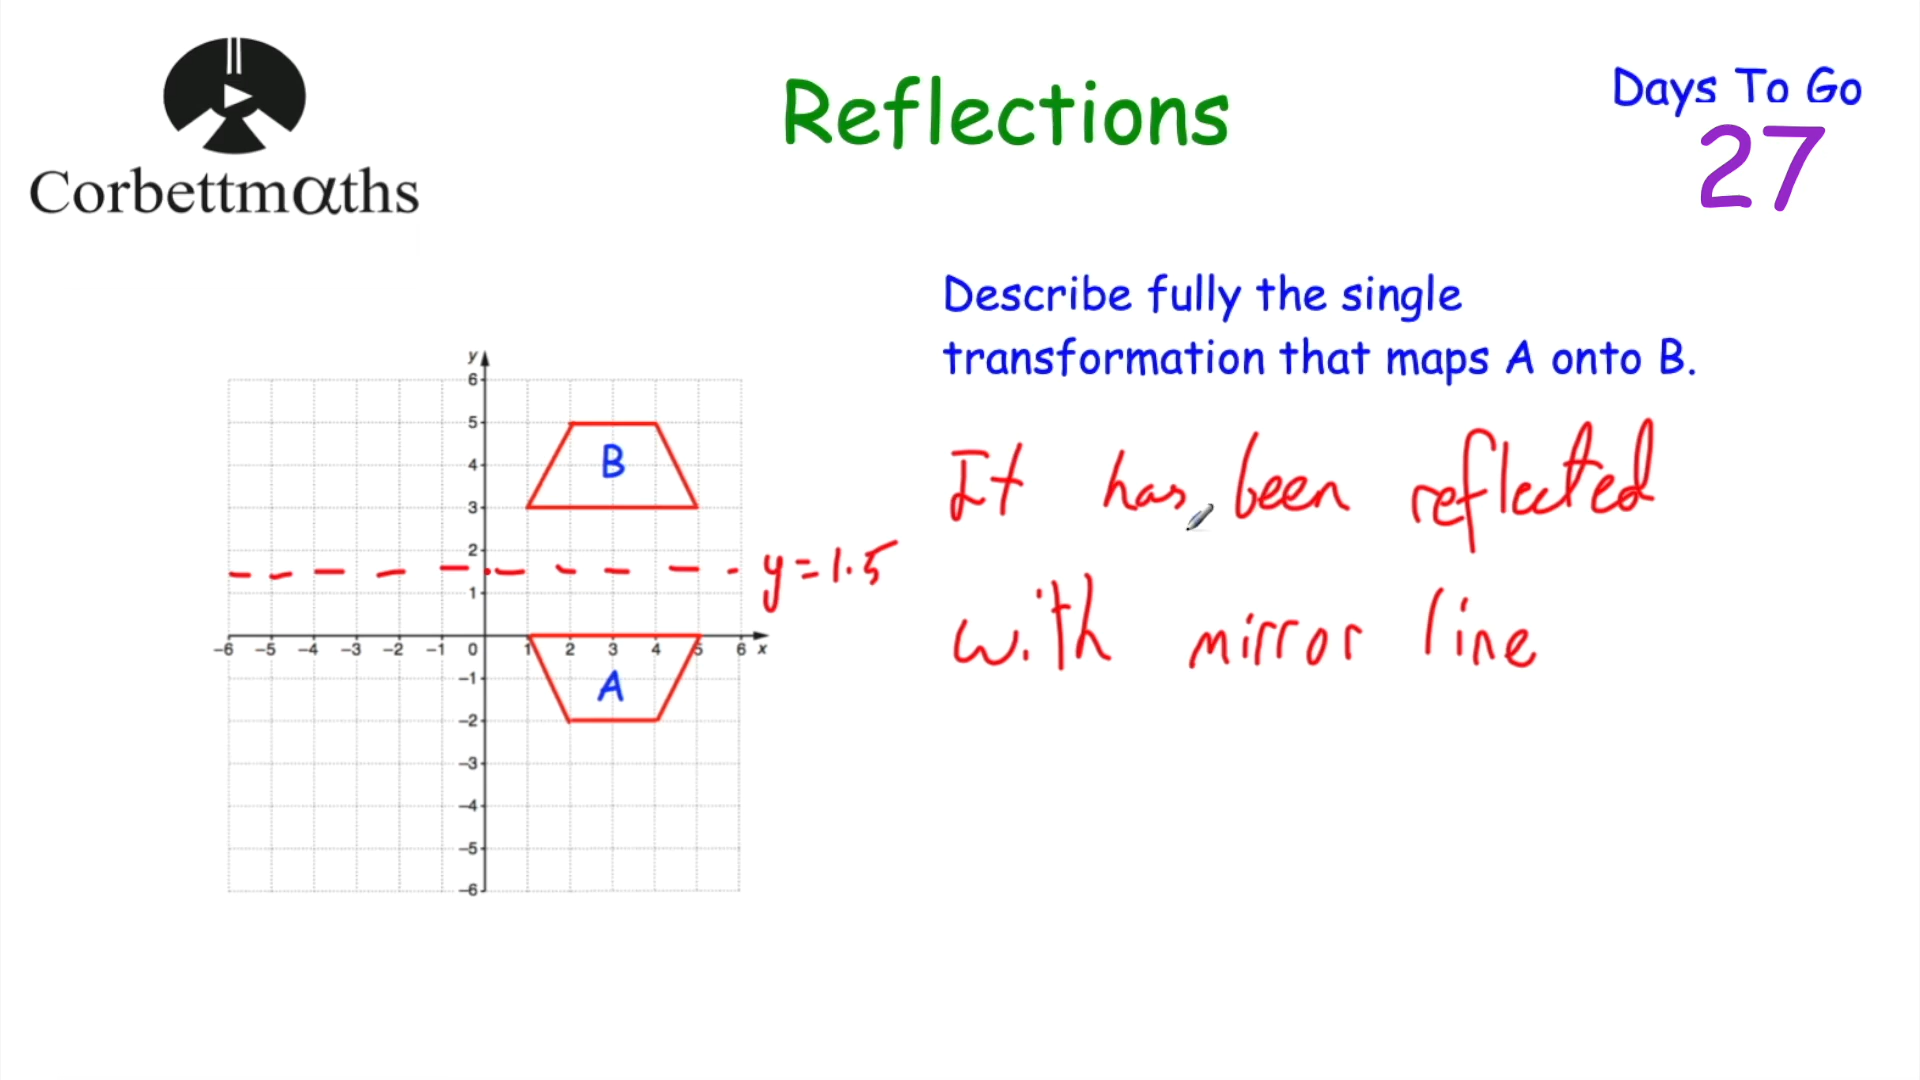 Corbettmαths
Reflections
Days To Go
27
Describe fully the single
transformation that maps A onto B.
It has been reflected
with mirror line
y
6
5
B
4
3
2
y=1.5
1
-6 -5 -4 -3 -2 -1 0 1 2 3 4 5 6 x
-1
A
-2
-3
-4
-5
-6